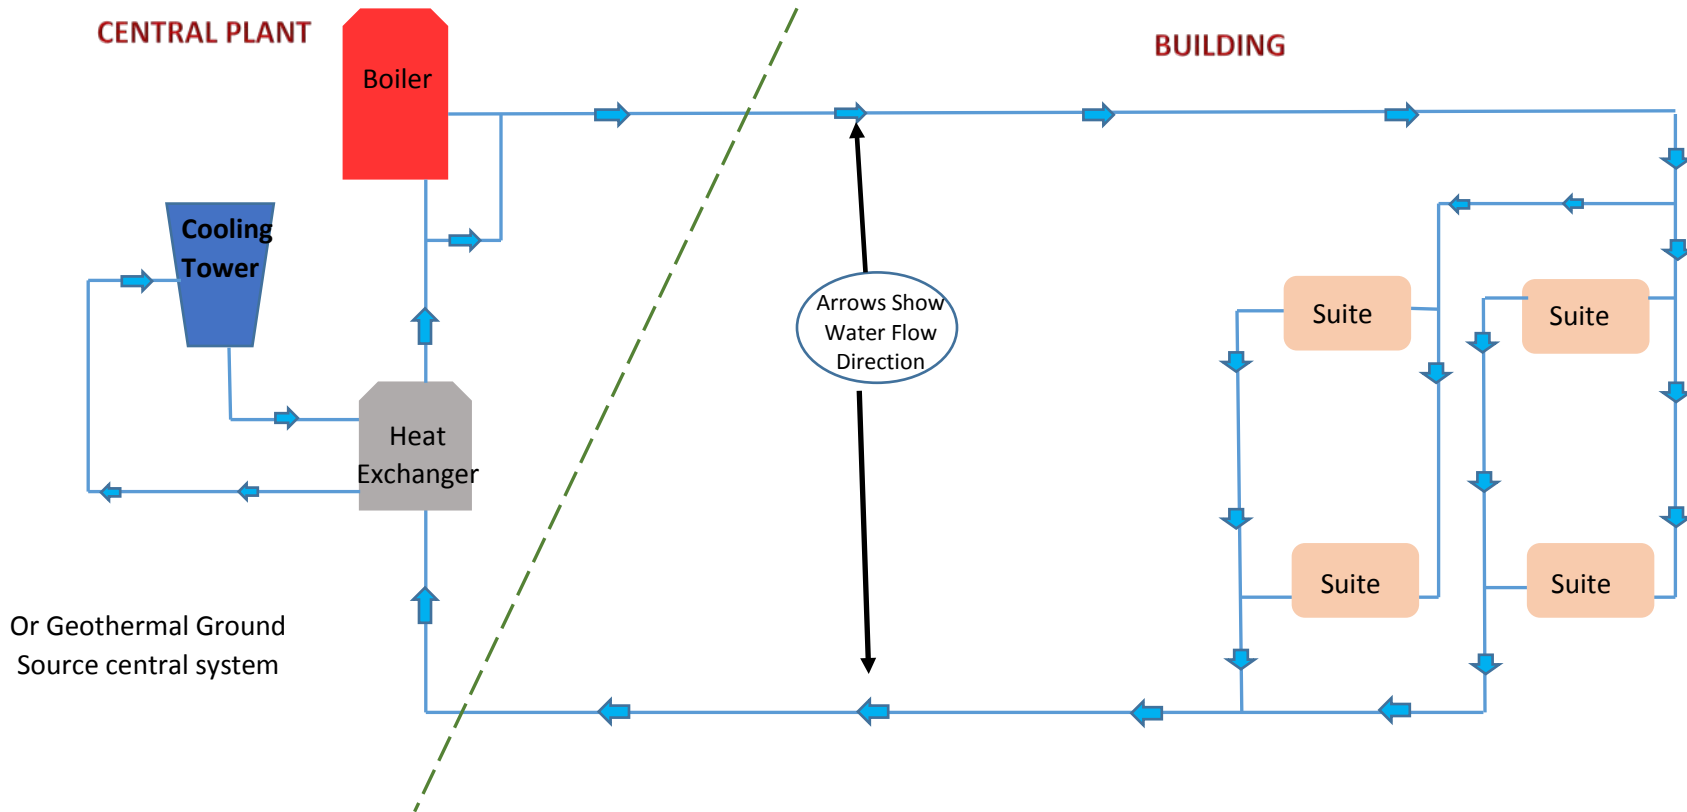 CENTRAL PLANT
BUILDING
Boiler
Cooling
Tower
Arrows Show
Water Flow
Direction
Suite
Suite
Heat
Exchanger
Suite
Suite
Or Geothermal Ground
Source central system